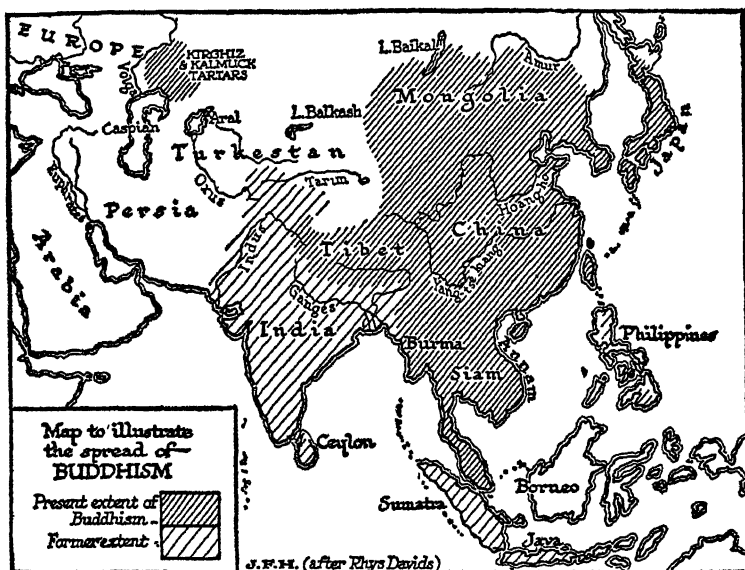 EUROPE
KIRGHIZ
& KALMUCK
TARTARS
Volga
L.Baikal
Amur
Mongolia
Aral
L.Balkash
Caspian
Turkestan
Japan
Oxus
Tarim
Euphrates
Persia
Hoang-ho
China
Tibet
Yang-tse Kiang
Indus
Arabia
Ganges
India
Burma
Annam
Philippines
Siam
Ceylon
Map to illustrate
the spread of
BUDDHISM
Present extent of
Buddhism
Former extent
Sumatra
Borneo
Java
J.F.H. (after Rhys Davids)